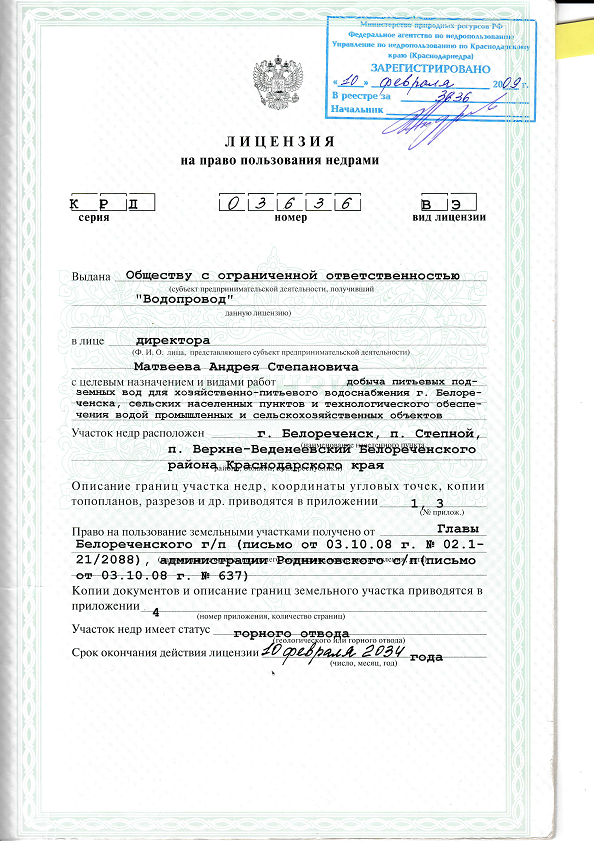 Министерство природных ресурсов РФ
Федеральное агентство по недропользованию
Управление по недропользованию по Краснодарскому
краю (Краснодарнедра)
ЗАРЕГИСТРИРОВАНО
«10» февраля 2009 г.
В реестре за 3836
Начальник
ЛИЦЕНЗИЯ
на право пользования недрами
К Р Д 0 3 6 3 6 В Э
серия номер вид лицензии
Выдана Обществу с ограниченной ответственностью
(субъект предпринимательской деятельности, получивший
"Водопровод"
данную лицензию)
в лице директора
(Ф. И. О. лица, представляющего субъект предпринимательской деятельности)
Матвеева Андрея Степановича
с целевым назначением и видами работ добыча питьевых под-
земных вод для хозяйственно-питьевого водоснабжения г. Белоре-
ченска, сельских населенных пунктов и технологического обеспе-
чения водой промышленных и сельскохозяйственных объектов
Участок недр расположен г. Белореченск, п. Степной,
(наименование населенного пункта,
п. Верхне-Веденеевский Белореченского
района Краснодарского края
Описание границ участка недр, координаты угловых точек, копии
топопланов, разрезов и др. приводятся в приложении 1, 3
(№ прилож.)
Право на пользование земельными участками получено от Главы
Белореченского г/п (письмо от 03.10.08 г. № 02.1-
21/2088), администрации Родниковского с/п(письмо
от 03.10.08 г. № 637)
Копии документов и описание границ земельного участка приводятся в
приложении 4
(номер приложения, количество страниц)
Участок недр имеет статус горного отвода
(геологического или горного отвода)
Срок окончания действия лицензии 10 февраля 2034 года
(число, месяц, год)